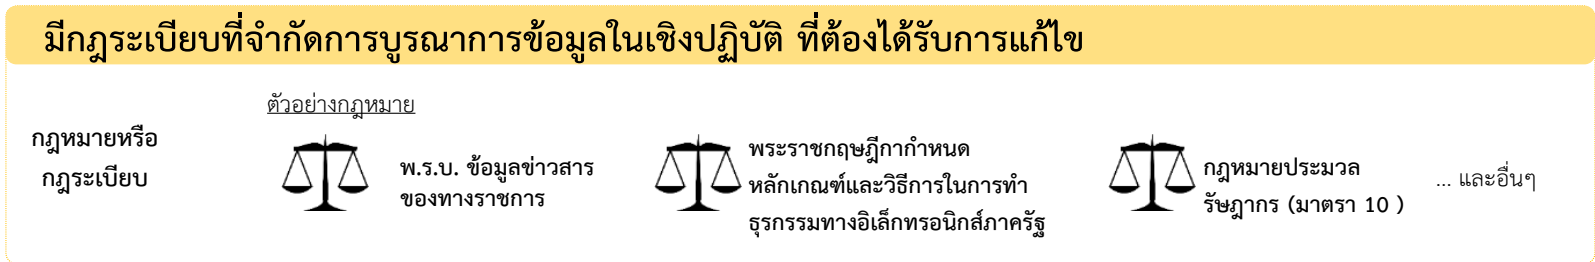 มีกฎระเบียบที่จำกัดการบูรณาการข้อมูลในเชิงปฏิบัติ ที่ต้องได้รับการแก้ไข
ตัวอย่างกฎหมาย
กฎหมายหรือ
กฎระเบียบ
พ.ร.บ. ข้อมูลข่าวสาร
ของทางราชการ
พระราชกฤษฎีกากำหนด
หลักเกณฑ์และวิธีการในการทำ
ธุรกรรมทางอิเล็กทรอนิกส์ภาครัฐ
กฎหมายประมวล
รัษฎากร (มาตรา 10 )
... และอื่นๆ